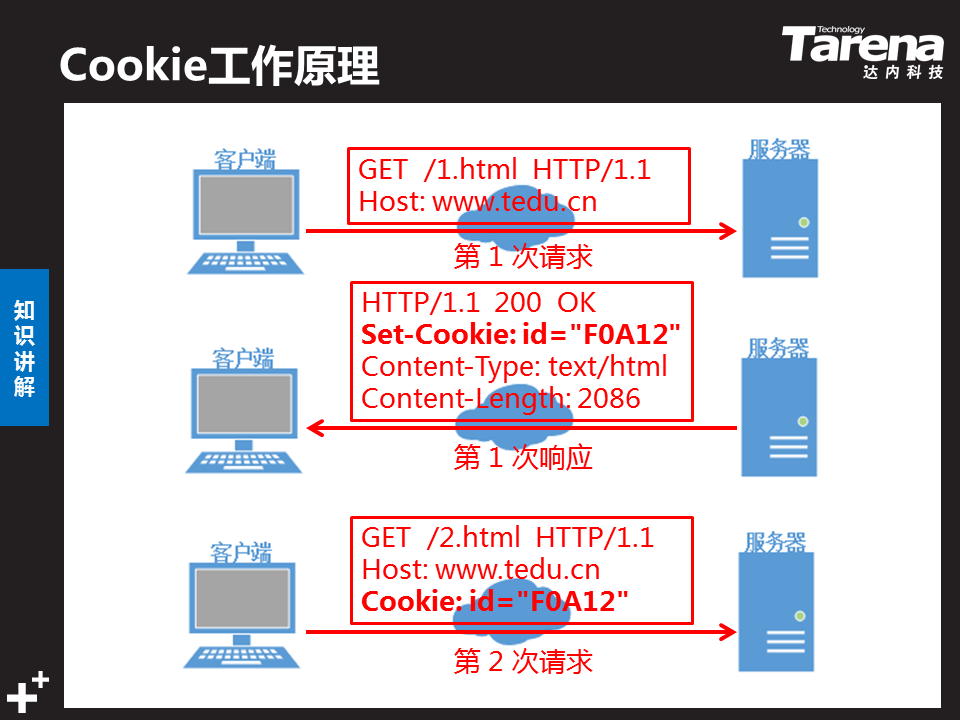 Cookie工作原理
Technology
Tarena
达内科技
知识讲解
客户端
服务器
GET /1.html HTTP/1.1
Host: www.tedu.cn
第 1 次请求
客户端
服务器
HTTP/1.1 200 OK
Set-Cookie: id="F0A12"
Content-Type: text/html
Content-Length: 2086
第 1 次响应
客户端
服务器
GET /2.html HTTP/1.1
Host: www.tedu.cn
Cookie: id="F0A12"
第 2 次请求